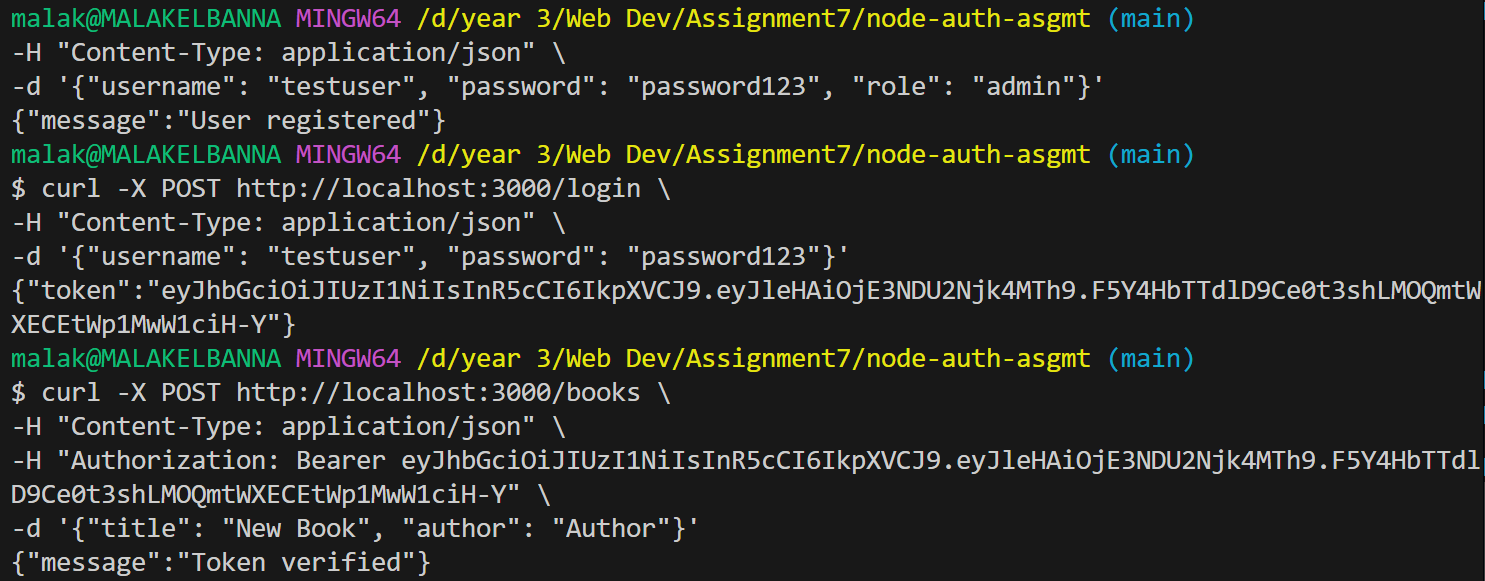 malak@MALAKELBANNA MINGW64 /d/year 3/Web Dev/Assignment7/node-auth-asgmt (main)
-H "Content-Type: application/json" \
-d '{"username": "testuser", "password": "password123", "role": "admin"}'
{"message":"User registered"}
malak@MALAKELBANNA MINGW64 /d/year 3/Web Dev/Assignment7/node-auth-asgmt (main)
$ curl -X POST http://localhost:3000/login \
-H "Content-Type: application/json" \
-d '{"username": "testuser", "password": "password123"}'
{"token":"eyJhbGciOiJIUzI1NiIsInR5cCI6IkpXVCJ9.eyJleHAiOjE3NDU2Njk4MTh9.F5Y4HbTTdlD9Ce0t3shLMOQmtW
XECEtWp1MwW1ciH-Y"}
malak@MALAKELBANNA MINGW64 /d/year 3/Web Dev/Assignment7/node-auth-asgmt (main)
$ curl -X POST http://localhost:3000/books \
-H "Content-Type: application/json" \
-H "Authorization: Bearer eyJhbGciOiJIUzI1NiIsInR5cCI6IkpXVCJ9.eyJleHAiOjE3NDU2Njk4MTh9.F5Y4HbTTdl
D9Ce0t3shLMOQmtWXECEtWp1MwW1ciH-Y" \
-d '{"title": "New Book", "author": "Author"}'
{"message":"Token verified"}